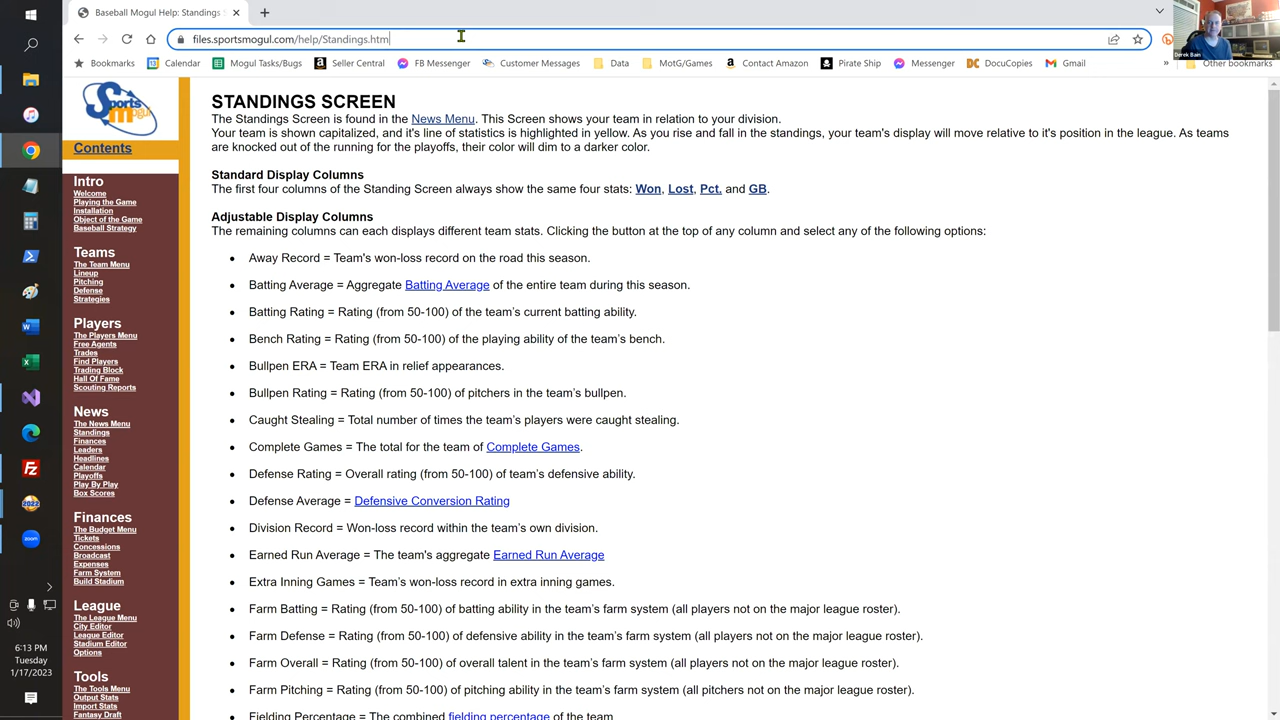 Baseball Mogul Help: Standings S
files.sportsmogul.com/help/Standings.htm
Bookmarks
Calendar
Mogul Tasks/Bugs
Seller Central
FB Messenger
Customer Messages
Data
MotG/Games
Contact Amazon
Pirate Ship
Messenger
DocuCopies
Gmail
»
Other bookmarks
Derek Bain
Sports Mogul
Contents
Intro
Welcome
Playing the Game
Installation
Object of the Game
Baseball Strategy
Teams
The Team Menu
Lineup
Pitching
Defense
Strategies
Players
The Players Menu
Free Agents
Trades
Find Players
Trading Block
Hall Of Fame
Scouting Reports
News
The News Menu
Standings
Finances
Leaders
Headlines
Calendar
Playoffs
Play By Play
Box Scores
Finances
The Budget Menu
Tickets
Concessions
Broadcast
Expenses
Farm System
Build Stadium
League
The League Menu
City Editor
League Editor
Stadium Editor
Options
Tools
The Tools Menu
Output Stats
Import Stats
Fantasy Draft
STANDINGS SCREEN
The Standings Screen is found in the News Menu. This Screen shows your team in relation to your division.
Your team is shown capitalized, and it's line of statistics is highlighted in yellow. As you rise and fall in the standings, your team's display will move relative to it's position in the league. As teams
are knocked out of the running for the playoffs, their color will dim to a darker color.
Standard Display Columns
The first four columns of the Standing Screen always show the same four stats: Won, Lost, Pct. and GB.
Adjustable Display Columns
The remaining columns can each displays different team stats. Clicking the button at the top of any column and select any of the following options:
• Away Record = Team's won-loss record on the road this season.
• Batting Average = Aggregate Batting Average of the entire team during this season.
• Batting Rating = Rating (from 50-100) of the team's current batting ability.
• Bench Rating = Rating (from 50-100) of the playing ability of the team's bench.
• Bullpen ERA = Team ERA in relief appearances.
• Bullpen Rating = Rating (from 50-100) of pitchers in the team's bullpen.
• Caught Stealing = Total number of times the team's players were caught stealing.
• Complete Games = The total for the team of Complete Games.
• Defense Rating = Overall rating (from 50-100) of team's defensive ability.
• Defense Average = Defensive Conversion Rating
• Division Record = Won-loss record within the team's own division.
• Earned Run Average = The team's aggregate Earned Run Average
• Extra Inning Games = Team's won-loss record in extra inning games.
• Farm Batting = Rating (from 50-100) of batting ability in the team's farm system (all players not on the major league roster).
• Farm Defense = Rating (from 50-100) of defensive ability in the team's farm system (all players not on the major league roster).
• Farm Overall = Rating (from 50-100) of overall talent in the team's farm system (all players not on the major league roster).
• Farm Pitching = Rating (from 50-100) of pitching ability in the team's farm system (all pitchers not on the major league roster).
• Fielding Percentage = The combined fielding percentage of the team
2022
zoom
6:13 PM
Tuesday
1/17/2023